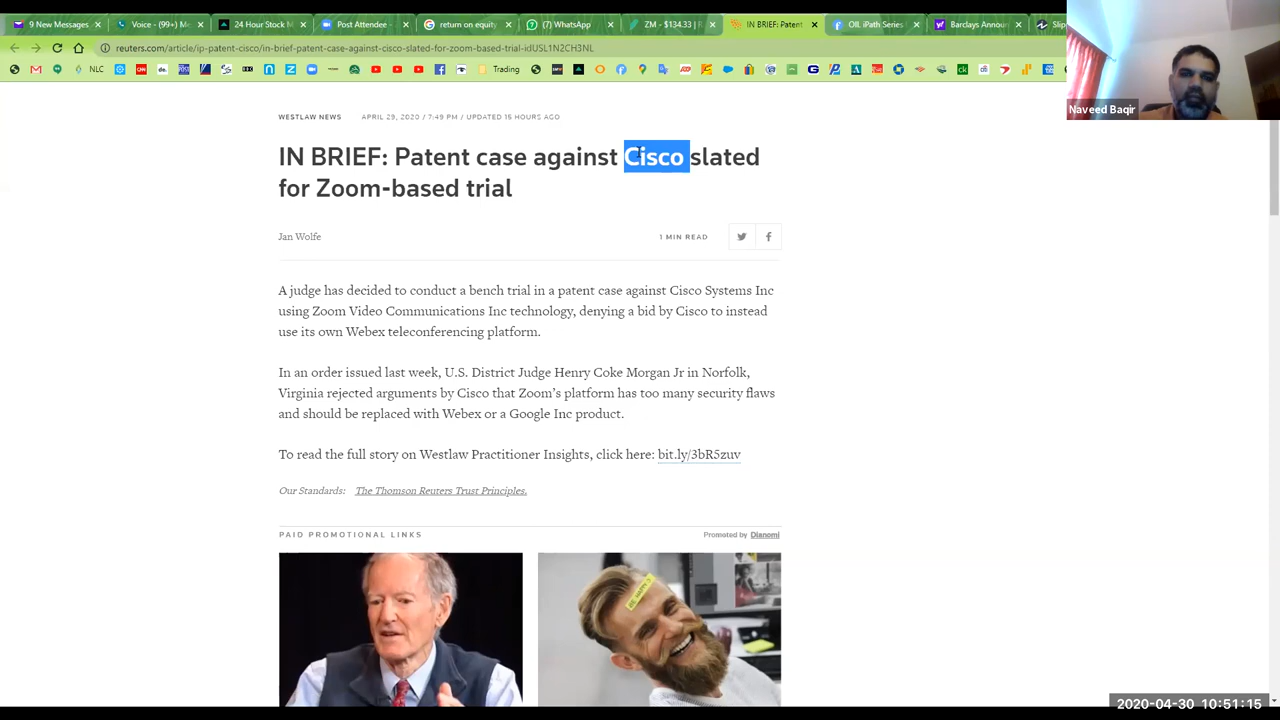 9 New Messages
Voice - (99+) M
24 Hour Stock M
Post Attendee -
return on equity
(7) WhatsApp
ZM - $134.33 | R
IN BRIEF: Patent
OIL iPath Series
Barclays Announ
Slip
reuters.com/article/ip-patent-cisco/in-brief-patent-case-against-cisco-slated-for-zoom-based-trial-idUSL1N2CH3NL
NLC
Trading
Naveed Baqir
WESTLAW NEWS APRIL 29, 2020 / 7:49 PM / UPDATED 15 HOURS AGO
IN BRIEF: Patent case against Cisco slated
for Zoom-based trial
Jan Wolfe
1 MIN READ
A judge has decided to conduct a bench trial in a patent case against Cisco Systems Inc
using Zoom Video Communications Inc technology, denying a bid by Cisco to instead
use its own Webex teleconferencing platform.
In an order issued last week, U.S. District Judge Henry Coke Morgan Jr in Norfolk,
Virginia rejected arguments by Cisco that Zoom’s platform has too many security flaws
and should be replaced with Webex or a Google Inc product.
To read the full story on Westlaw Practitioner Insights, click here: bit.ly/3bR5zuv
Our Standards: The Thomson Reuters Trust Principles.
PAID PROMOTIONAL LINKS
Promoted by Dianomi
2020-04-30 10:51:15